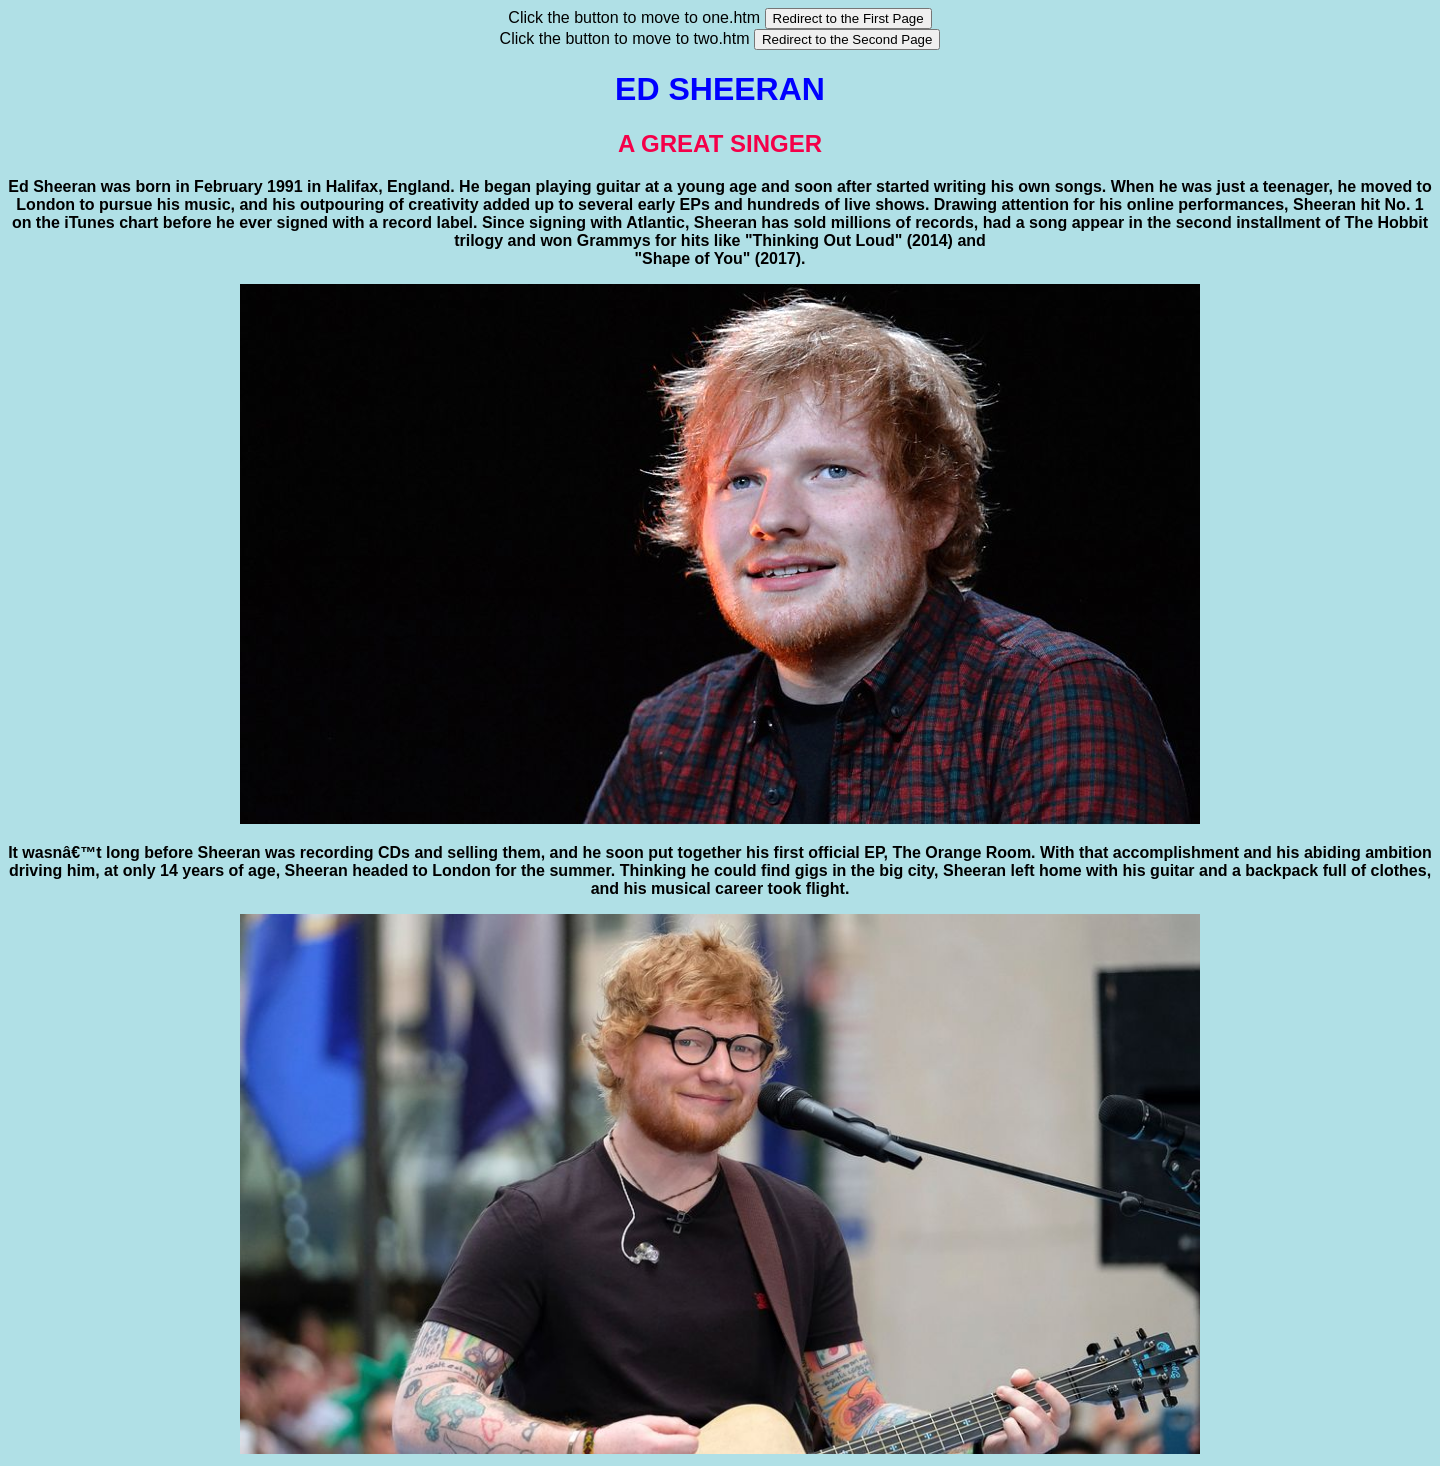 Click the button to move to one.htm Redirect to the First Page
Click the button to move to two.htm Redirect to the Second Page
ED SHEERAN
A GREAT SINGER
Ed Sheeran was born in February 1991 in Halifax, England. He began playing guitar at a young age and soon after started writing his own songs. When he was just a teenager, he moved to
London to pursue his music, and his outpouring of creativity added up to several early EPs and hundreds of live shows. Drawing attention for his online performances, Sheeran hit No. 1
on the iTunes chart before he ever signed with a record label. Since signing with Atlantic, Sheeran has sold millions of records, had a song appear in the second installment of The Hobbit
trilogy and won Grammys for hits like "Thinking Out Loud" (2014) and
"Shape of You" (2017).
It wasnâ€™t long before Sheeran was recording CDs and selling them, and he soon put together his first official EP, The Orange Room. With that accomplishment and his abiding ambition
driving him, at only 14 years of age, Sheeran headed to London for the summer. Thinking he could find gigs in the big city, Sheeran left home with his guitar and a backpack full of clothes,
and his musical career took flight.